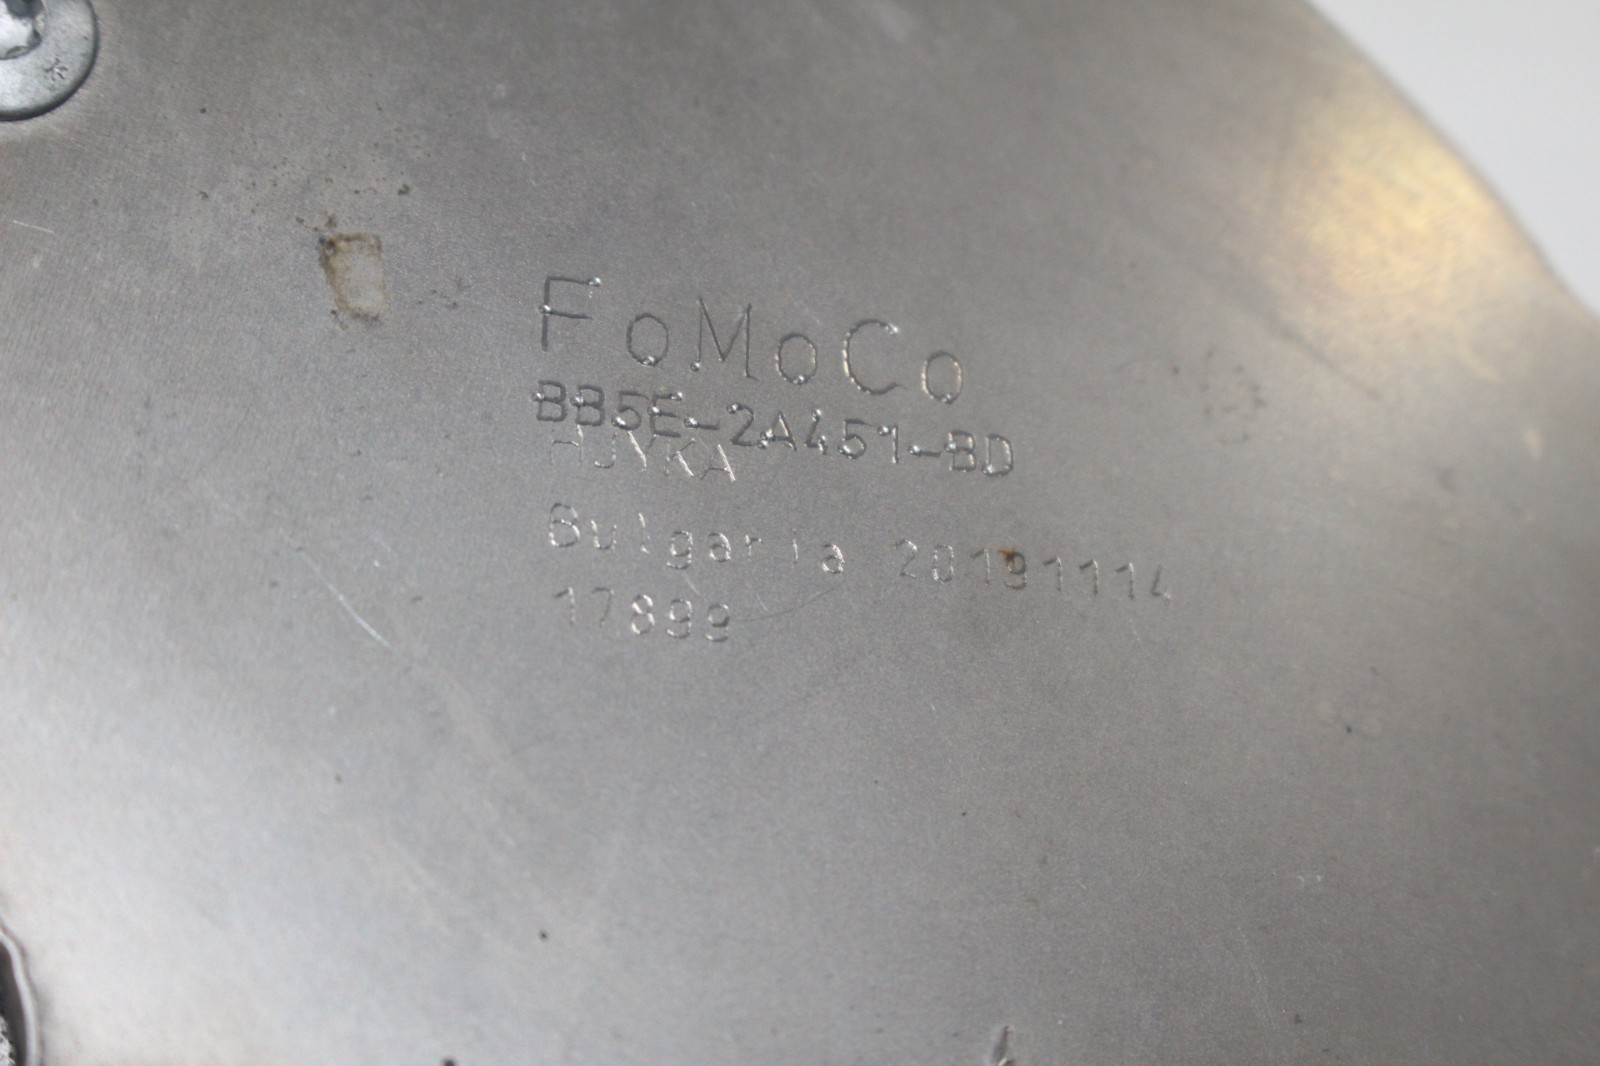 FoMoCo
BB5E-2A451-BD
HJYKA
Bulgaria 20191114
17899